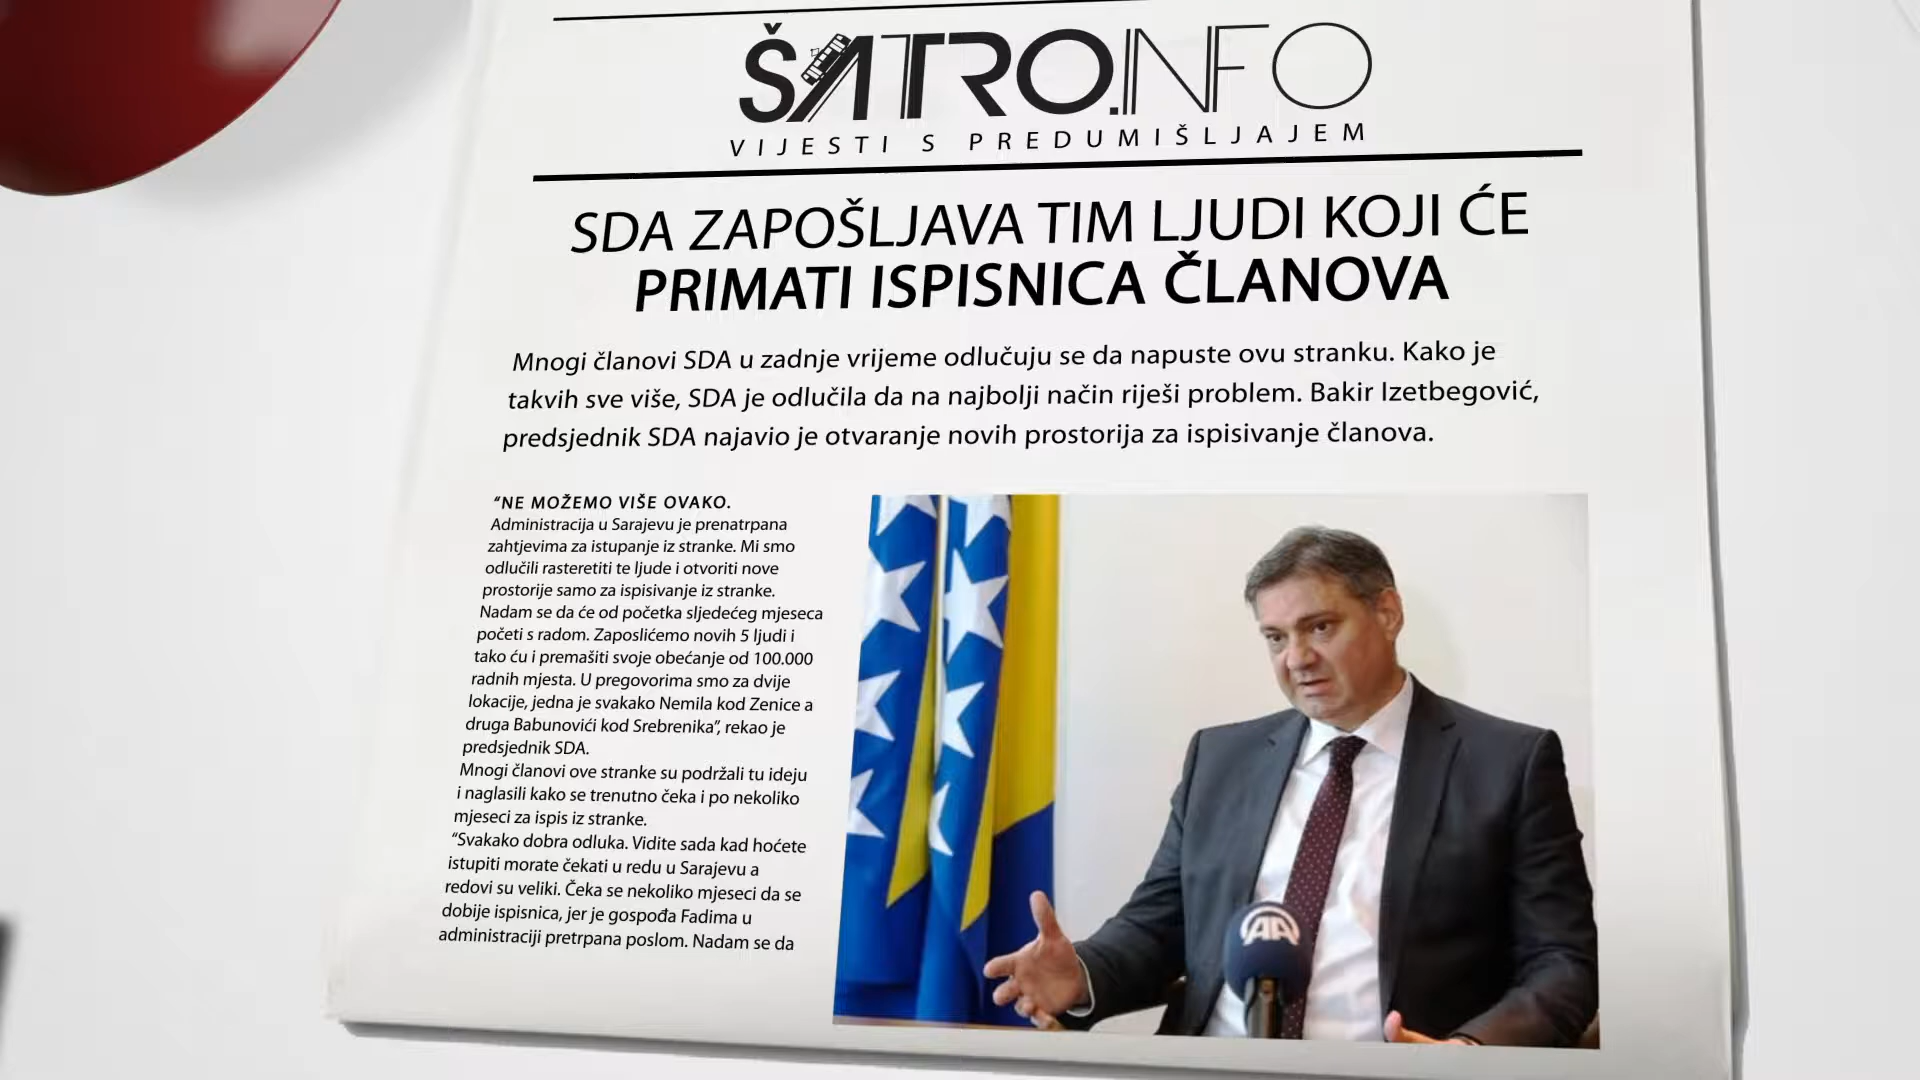 ŠATRO.INFO
VIJESTI S PREDUMIŠLJAJEM
SDA ZAPOŠLJAVA TIM LJUDI KOJI ĆE
PRIMATI ISPISNICA ČLANOVA
Mnogi članovi SDA u zadnje vrijeme odlučuju se da napuste ovu stranku. Kako je
takvih sve više, SDA je odlučila da na najbolji način riješi problem. Bakir Izetbegović,
predsjednik SDA najavio je otvaranje novih prostorija za ispisivanje članova.
“NE MOŽEMO VIŠE OVAKO.
Administracija u Sarajevu je prenatrpana
zahtjevima za istupanje iz stranke. Mi smo
odlučili rasteretiti te ljude i otvoriti nove
prostorije samo za ispisivanje iz stranke.
Nadam se da će od početka sljedećeg mjeseca
početi s radom. Zaposlićemo novih 5 ljudi i
tako ću i premašiti svoje obećanje od 100.000
radnih mjesta. U pregovorima smo za dvije
lokacije, jedna je svakako Nemila kod Zenice a
druga Babunovići kod Srebrenika”, rekao je
predsjednik SDA.
Mnogi članovi ove stranke su podržali tu ideju
i naglasili kako se trenutno čeka i po nekoliko
mjeseci za ispis iz stranke.
“Svakako dobra odluka. Vidite sada kad hoćete
istupiti morate čekati u redu u Sarajevu a
redovi su veliki. Čeka se nekoliko mjeseci da se
dobije ispisnica, jer je gospođa Fadima u
administraciji pretrpana poslom. Nadam se da
AA